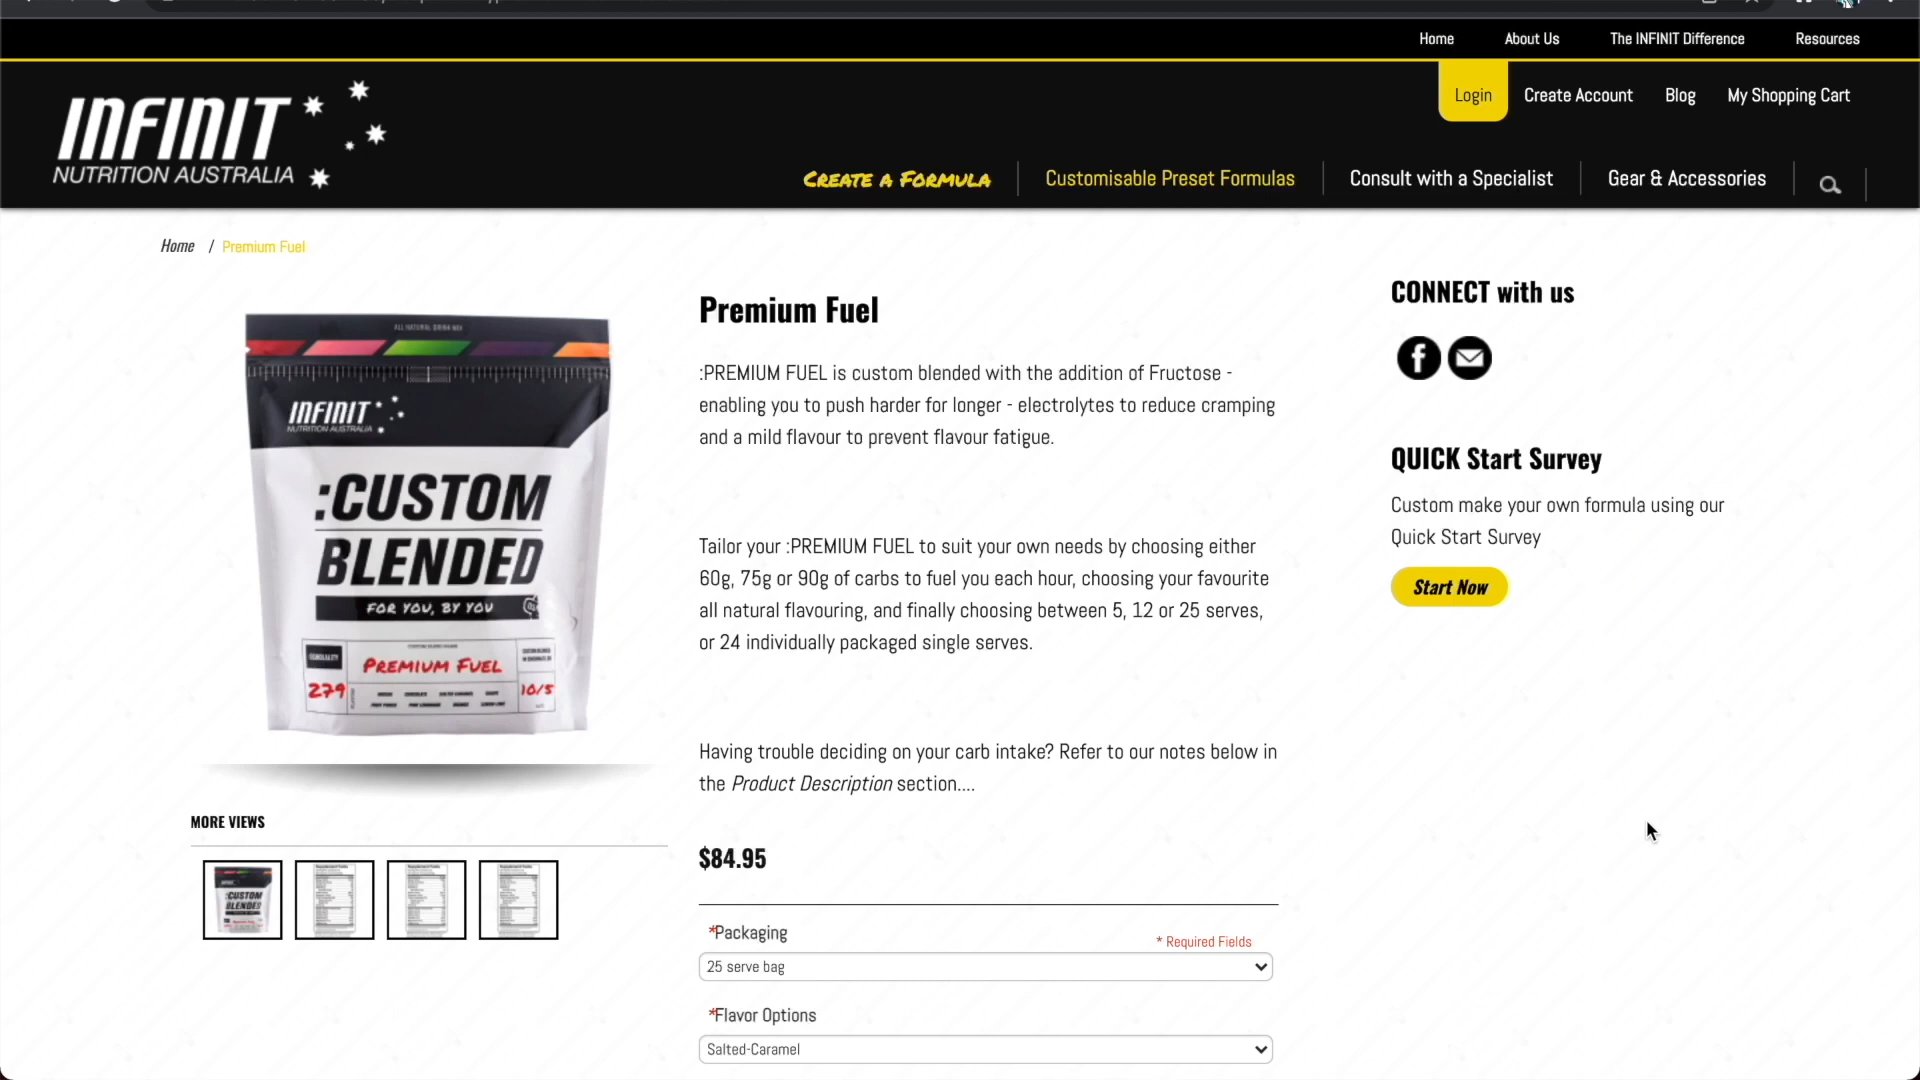 Home About Us The INFINIT Difference Resources
Login Create Account Blog My Shopping Cart
INFINIT
NUTRITION AUSTRALIA
CREATE A FORMULA Customisable Preset Formulas Consult with a Specialist Gear & Accessories
Home / Premium Fuel
ALL NATURAL DRINK MIX
INFINIT
NUTRITION AUSTRALIA
:CUSTOM
BLENDED
FOR YOU, BY YOU
PREMIUM FUEL
279
10/5
MORE VIEWS
Premium Fuel
:PREMIUM FUEL is custom blended with the addition of Fructose -
enabling you to push harder for longer - electrolytes to reduce cramping
and a mild flavour to prevent flavour fatigue.
Tailor your :PREMIUM FUEL to suit your own needs by choosing either
60g, 75g or 90g of carbs to fuel you each hour, choosing your favourite
all natural flavouring, and finally choosing between 5, 12 or 25 serves,
or 24 individually packaged single serves.
Having trouble deciding on your carb intake? Refer to our notes below in
the Product Description section....
$84.95
*Packaging
* Required Fields
25 serve bag
*Flavor Options
Salted-Caramel
CONNECT with us
QUICK Start Survey
Custom make your own formula using our
Quick Start Survey
Start Now